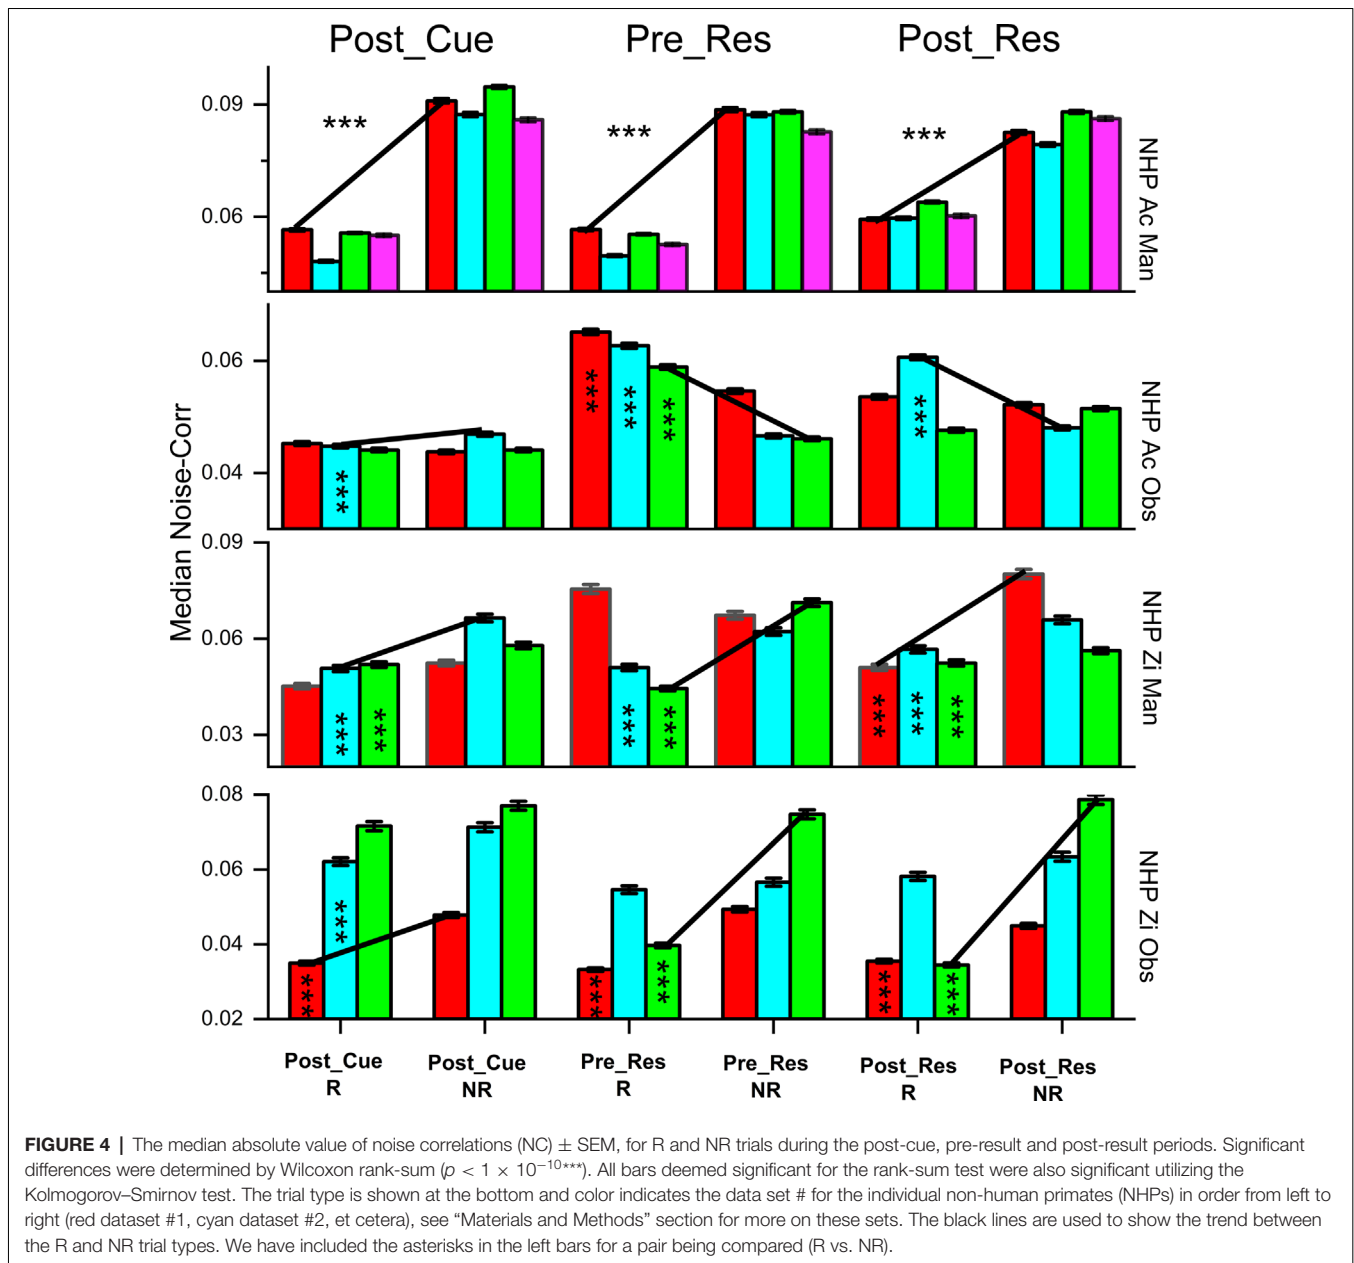 Post_Cue Pre_Res Post_Res
Median Noise-Corr
0.09
0.06
*** *** ***
NHP Ac Man
0.06
0.04
*** *** *** *** ***
NHP Ac Obs
0.09
0.06
0.03
*** *** *** *** *** *** ***
NHP Zi Man
0.08
0.06
0.04
0.02
*** *** *** *** *** ***
NHP Zi Obs
Post_Cue Post_Cue Pre_Res Pre_Res Post_Res Post_Res
R NR R NR R NR
FIGURE 4 | The median absolute value of noise correlations (NC) ± SEM, for R and NR trials during the post-cue, pre-result and post-result periods. Significant
differences were determined by Wilcoxon rank-sum (p < 1 × 10−10***). All bars deemed significant for the rank-sum test were also significant utilizing the
Kolmogorov–Smirnov test. The trial type is shown at the bottom and color indicates the data set # for the individual non-human primates (NHPs) in order from left to
right (red dataset #1, cyan dataset #2, et cetera), see “Materials and Methods” section for more on these sets. The black lines are used to show the trend between
the R and NR trial types. We have included the asterisks in the left bars for a pair being compared (R vs. NR).